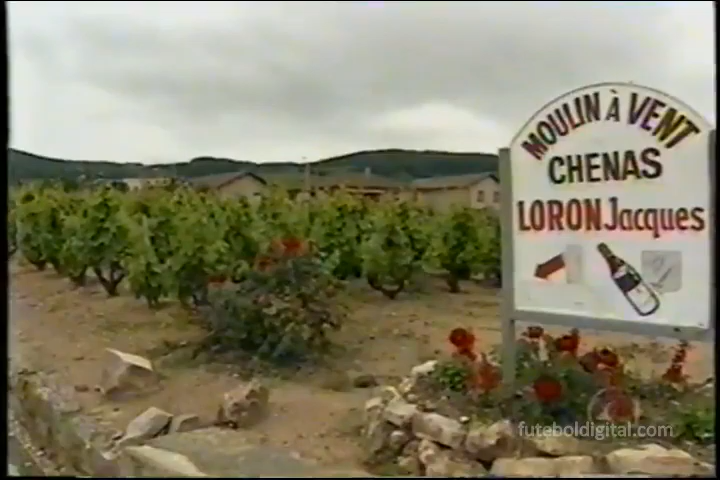 MOULIN À VENT
CHENAS
LORON Jacques
futeboldigital.com